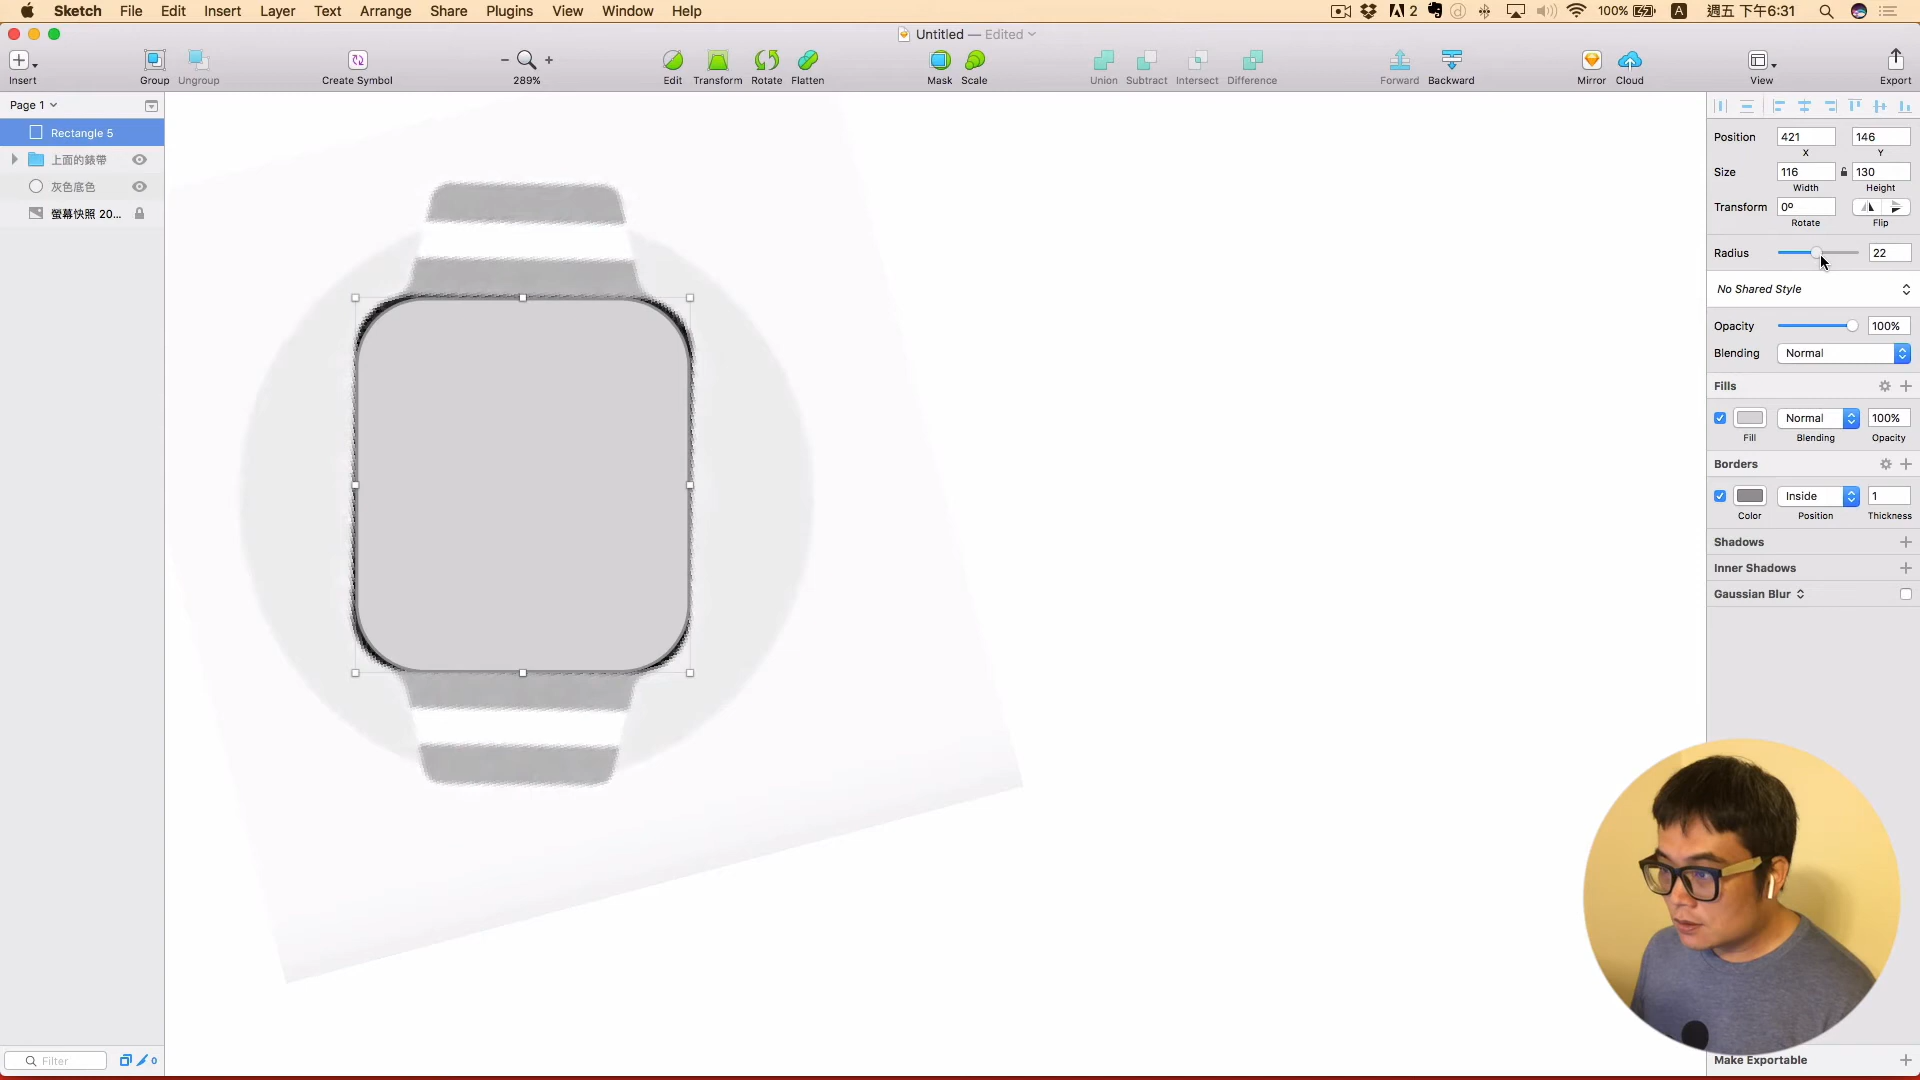 Sketch File Edit Insert Layer Text Arrange Share Plugins View Window Help 2 100% A 週五 下午6:31
Untitled — Edited
Insert Group Ungroup Create Symbol 289% Edit Transform Rotate Flatten Mask Scale Union Subtract Intersect Difference Forward Backward Mirror Cloud View Export
Page 1
Rectangle 5
上面的錶帶
灰色底色
螢幕快照 20...
Filter 0
Position 421 146
X Y
Size 116 130
Width Height
Transform 0º
Rotate Flip
Radius 22
No Shared Style
Opacity 100%
Blending Normal
Fills
Normal 100%
Fill Blending Opacity
Borders
Inside 1
Color Position Thickness
Shadows
Inner Shadows
Gaussian Blur
Make Exportable